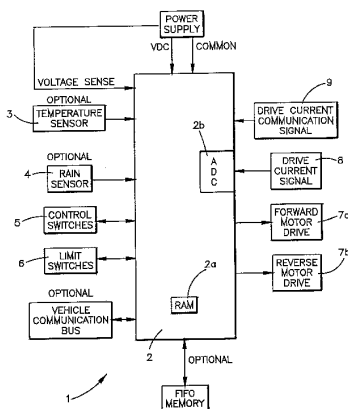 POWER
SUPPLY
VDC
COMMON
VOLTAGE SENSE
OPTIONAL
3
TEMPERATURE
SENSOR
OPTIONAL
4
RAIN
SENSOR
5
CONTROL
SWITCHES
6
LIMIT
SWITCHES
OPTIONAL
VEHICLE
COMMUNICATION
BUS
1
2b
A
D
C
2a
RAM
2
OPTIONAL
FIFO
MEMORY
9
DRIVE CURRENT
COMMUNICATION
SIGNAL
8
DRIVE
CURRENT
SIGNAL
7a
FORWARD
MOTOR
DRIVE
7b
REVERSE
MOTOR
DRIVE